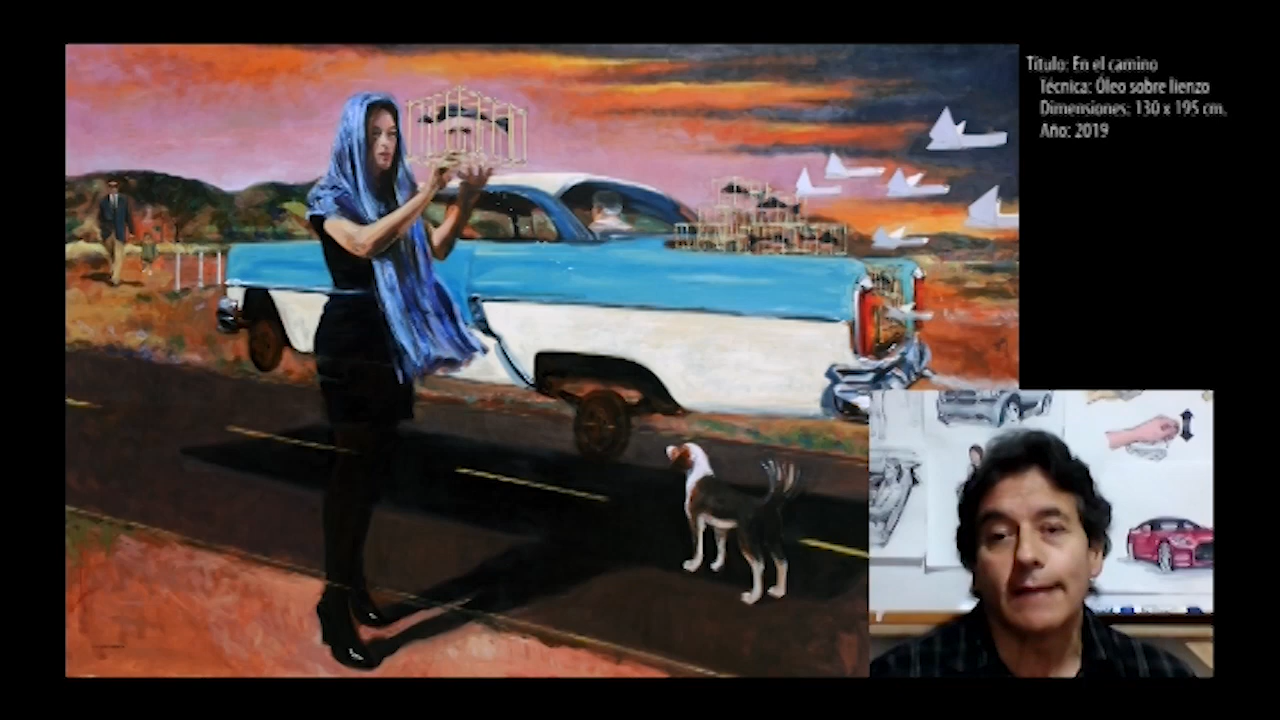 Título: En el camino
Técnica: Óleo sobre lienzo
Dimensiones: 130 x 195 cm.
Año: 2019